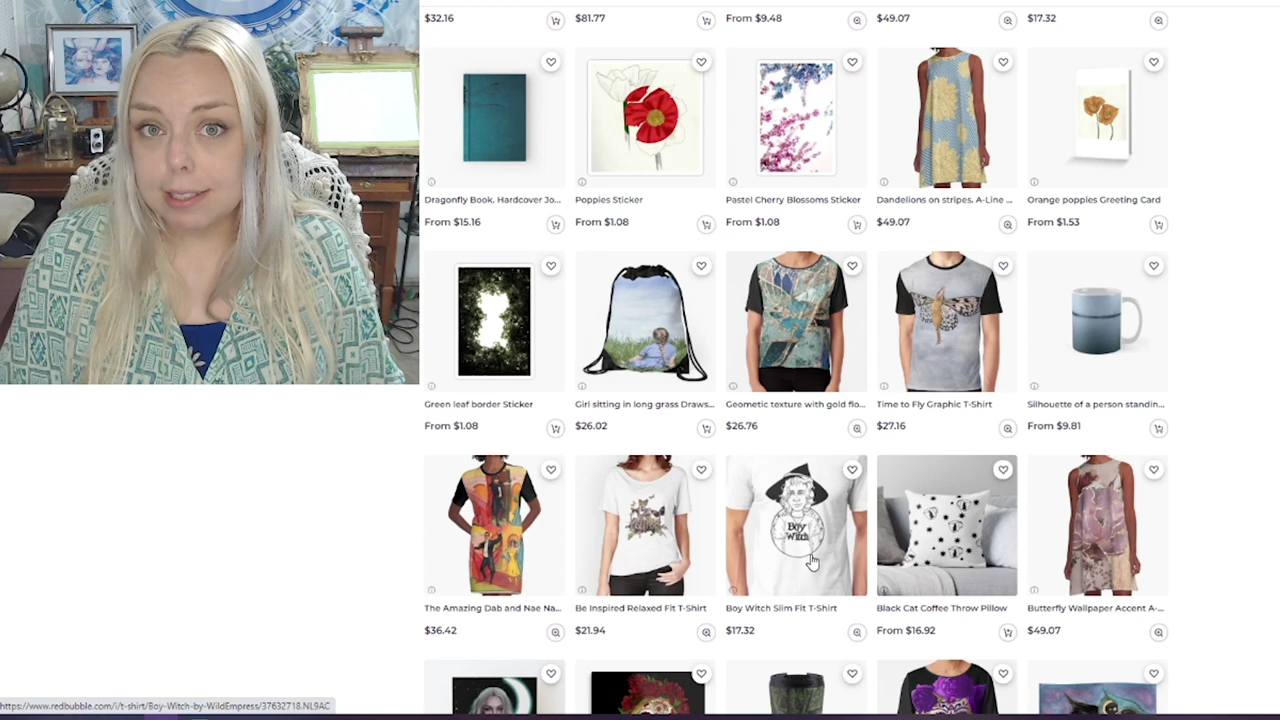 $32.16
$81.77
From $9.48
$49.07
$17.32
Dragonfly Book. Hardcover Jo...
Poppies Sticker
Pastel Cherry Blossoms Sticker
Dandelions on stripes. A-Line ...
Orange poppies Greeting Card
From $15.16
From $1.08
From $1.08
$49.07
From $1.53
Green leaf border Sticker
Girl sitting in long grass Draws...
Geometic texture with gold flo...
Time to Fly Graphic T-Shirt
Silhouette of a person standin...
From $1.08
$26.02
$26.76
$27.16
From $9.81
Boy
Witch
The Amazing Dab and Nae Na...
Be Inspired Relaxed Fit T-Shirt
Boy Witch Slim Fit T-Shirt
Black Cat Coffee Throw Pillow
Butterfly Wallpaper Accent A-...
$36.42
$21.94
$17.32
From $16.92
$49.07
https://www.redbubble.com/i/t-shirt/Boy-Witch-by-WildEmpress/37632718.NL9AC